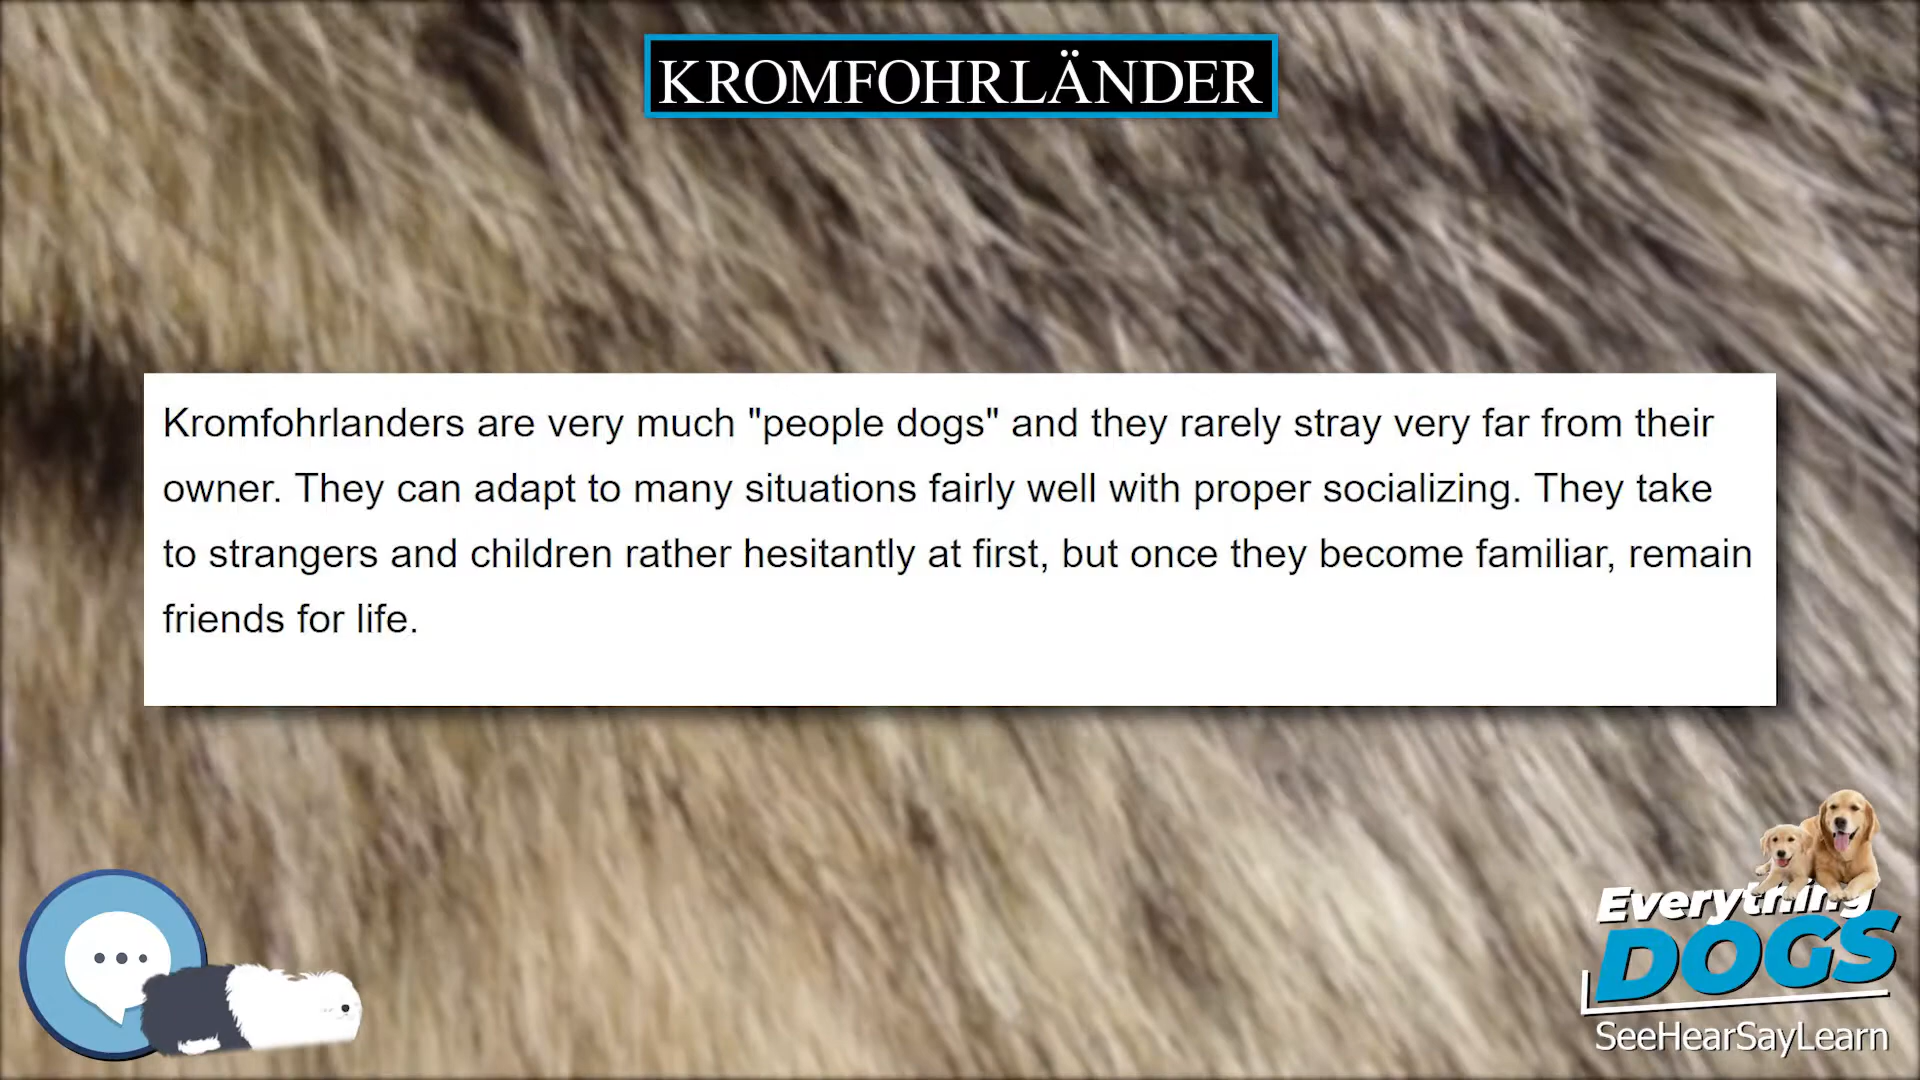 KROMFOHRLÄNDER
Kromfohrlanders are very much "people dogs" and they rarely stray very far from their
owner. They can adapt to many situations fairly well with proper socializing. They take
to strangers and children rather hesitantly at first, but once they become familiar, remain
friends for life.
Everything
DOGS
SeeHearSayLearn